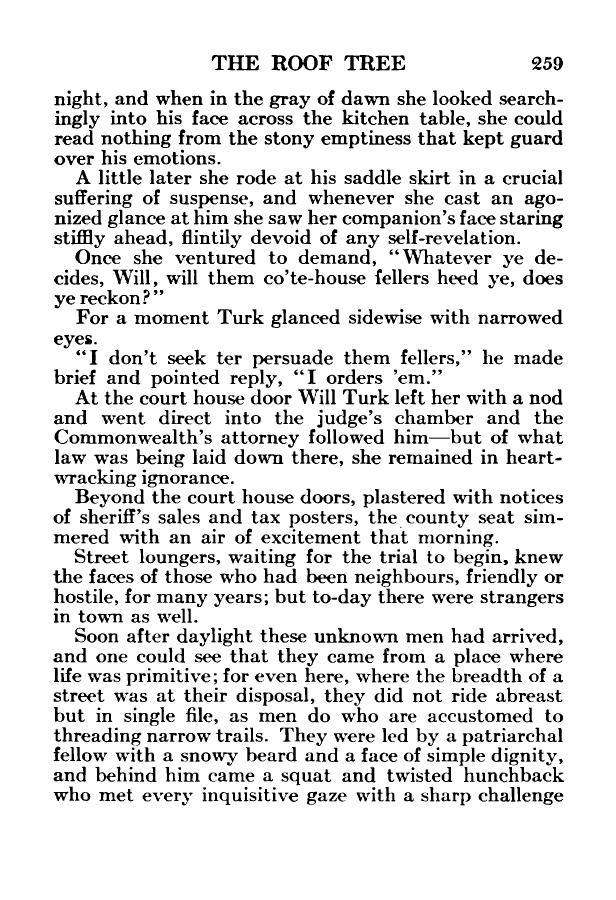 THE ROOF TREE 259
night, and when in the gray of dawn she looked search-
ingly into his face across the kitchen table, she could
read nothing from the stony emptiness that kept guard
over his emotions.
A little later she rode at his saddle skirt in a crucial
suffering of suspense, and whenever she cast an ago-
nized glance at him she saw her companion's face staring
stiffly ahead, flintily devoid of any self-revelation.
Once she ventured to demand, "Whatever ye de-
cides, Will, will them co'te-house fellers heed ye, does
ye reckon?"
For a moment Turk glanced sidewise with narrowed
eyes.
"I don't seek ter persuade them fellers," he made
brief and pointed reply, "I orders 'em."
At the court house door Will Turk left her with a nod
and went direct into the judge's chamber and the
Commonwealth's attorney followed him—but of what
law was being laid down there, she remained in heart-
wracking ignorance.
Beyond the court house doors, plastered with notices
of sheriff's sales and tax posters, the county seat sim-
mered with an air of excitement that morning.
Street loungers, waiting for the trial to begin, knew
the faces of those who had been neighbours, friendly or
hostile, for many years; but to-day there were strangers
in town as well.
Soon after daylight these unknown men had arrived,
and one could see that they came from a place where
life was primitive; for even here, where the breadth of a
street was at their disposal, they did not ride abreast
but in single file, as men do who are accustomed to
threading narrow trails. They were led by a patriarchal
fellow with a snowy beard and a face of simple dignity,
and behind him came a squat and twisted hunchback
who met every inquisitive gaze with a sharp challenge